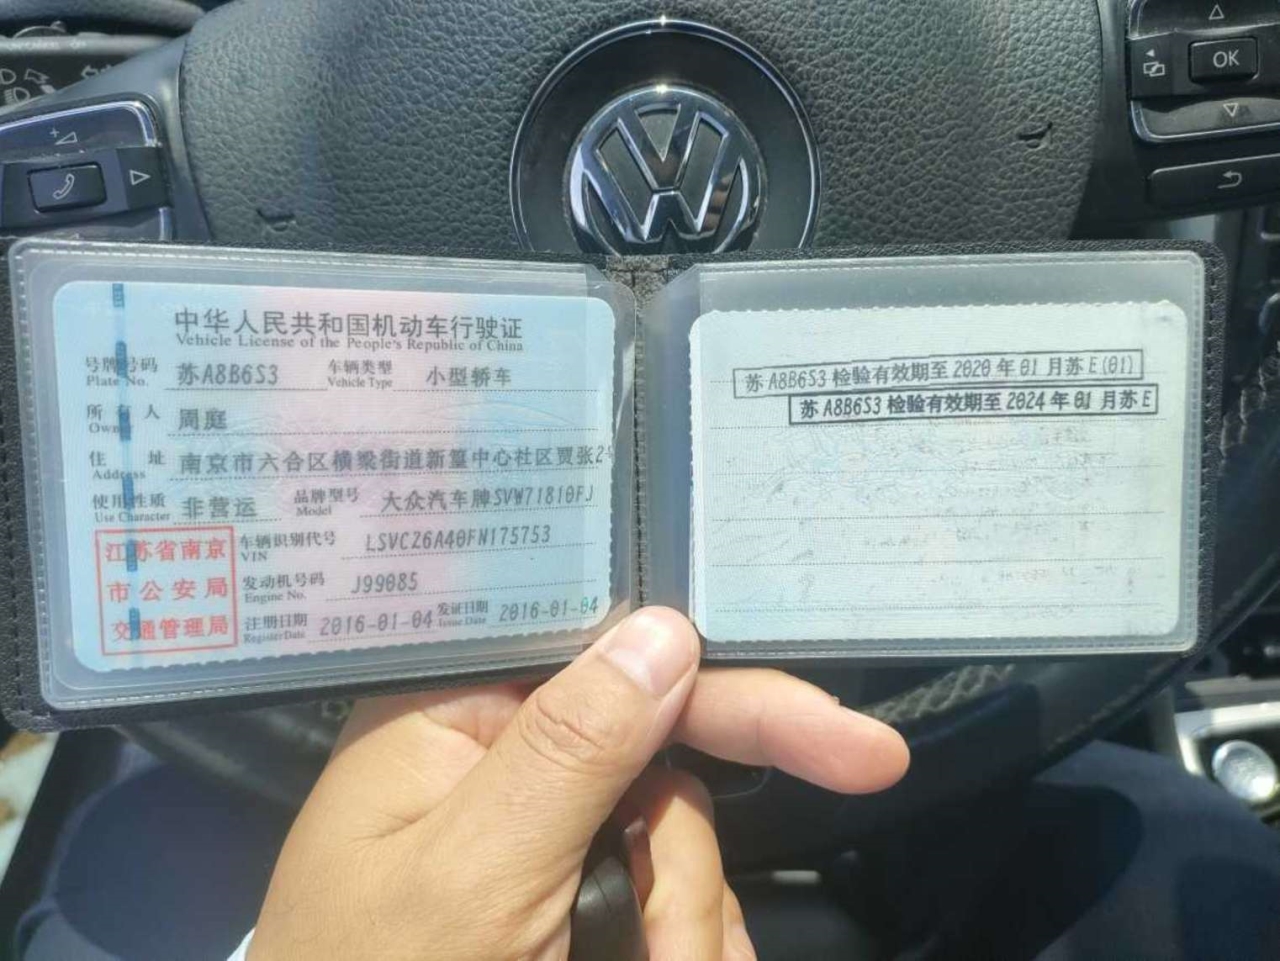 OK
中华人民共和国机动车行驶证
Vehicle License of the People's Republic of China
号牌号码 苏A8B6S3 车辆类型 小型轿车
Plate No. Vehicle Type
所有人 周庭
Owner
住址 南京市六合区横梁街道新篁中心社区贾张2
Address
使用性质 非营运 品牌型号 大众汽车牌SVW71810FJ
Use Character Model
江苏省南京
市公安局
交通管理局
车辆识别代号 LSVCZ6A40FN175753
VIN
发动机号码 J99085
Engine No.
注册日期 2016-01-04 发证日期 2016-01-04
Register Date Issue Date
苏A8B6S3检验有效期至2020年01月苏E(01)
苏A8B6S3检验有效期至2024年01月苏E